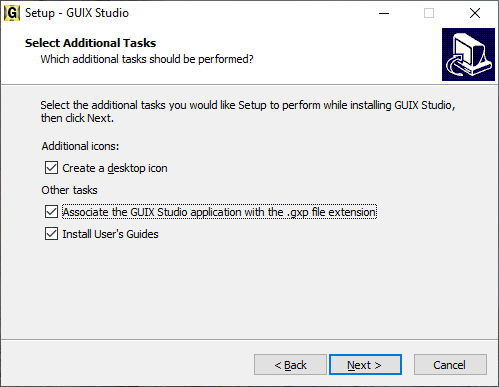 G Setup - GUIX Studio
Select Additional Tasks
Which additional tasks should be performed?
Select the additional tasks you would like Setup to perform while installing GUIX Studio,
then click Next.
Additional icons:
Create a desktop icon
Other tasks
Associate the GUIX Studio application with the .gxp file extension
Install User's Guides
< Back
Next >
Cancel